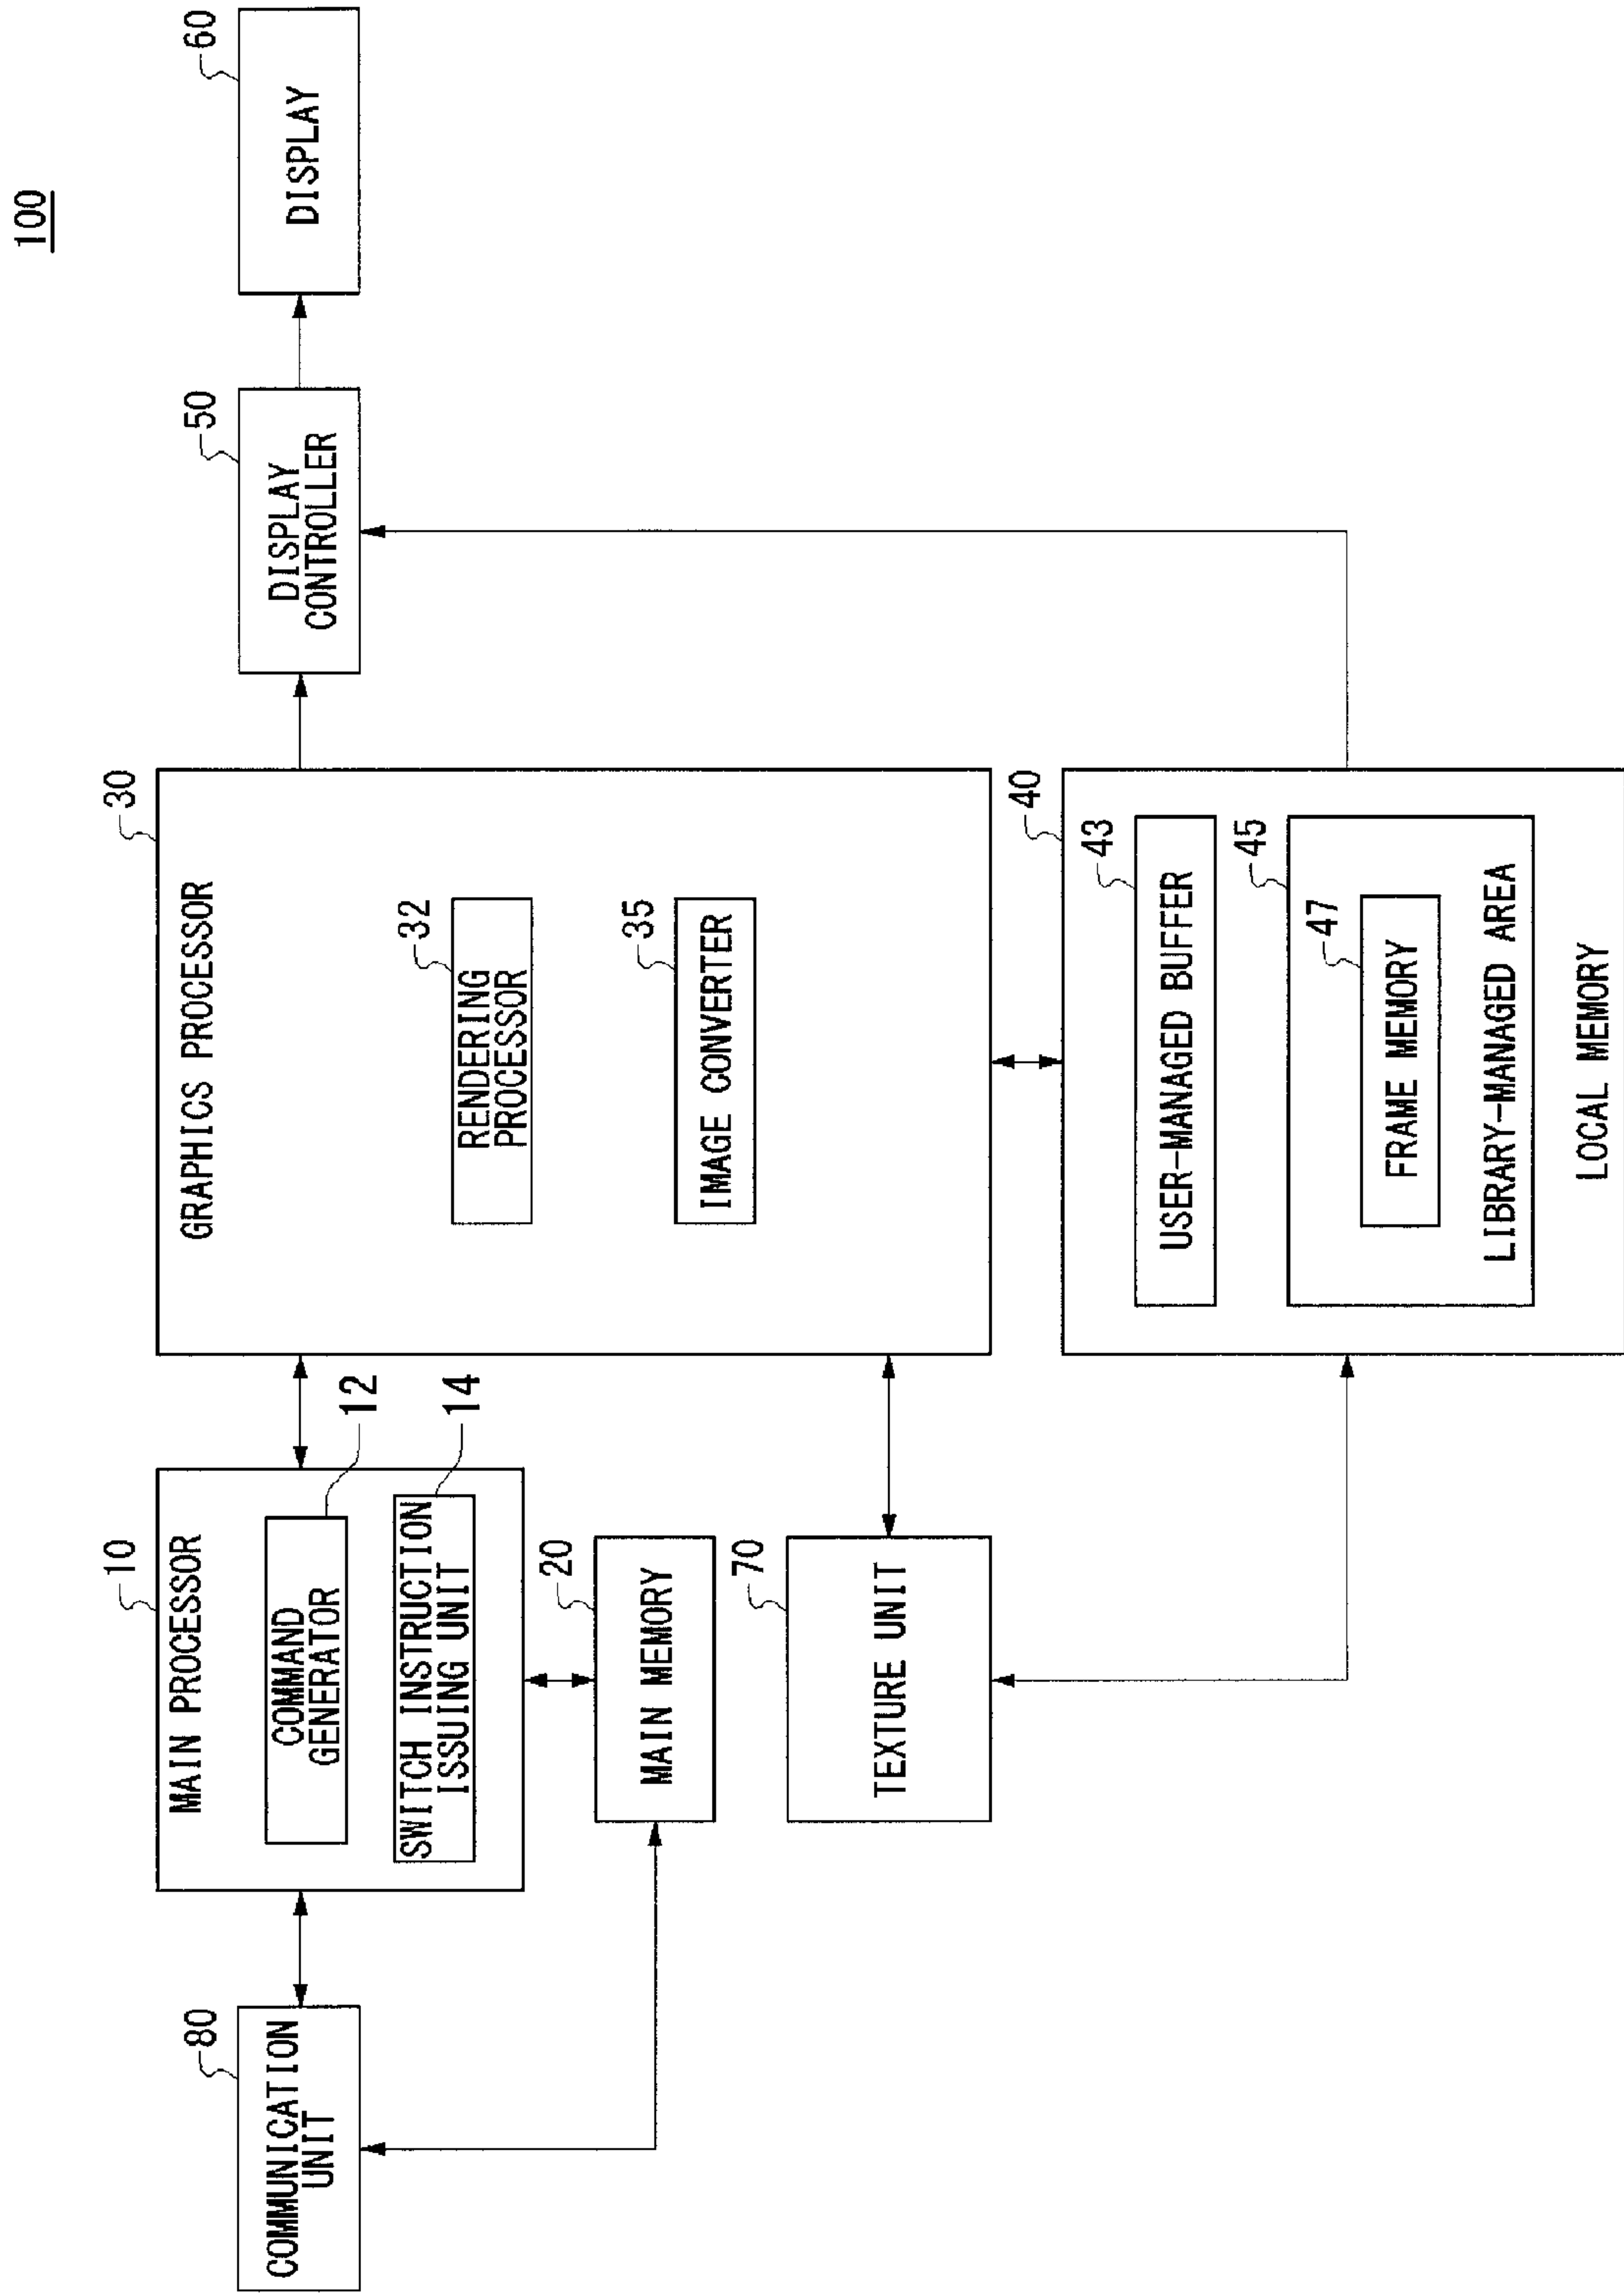 100
80
COMMUNICATION
UNIT
10
MAIN PROCESSOR
COMMAND
GENERATOR
12
SWITCH INSTRUCTION
ISSUING UNIT
14
20
MAIN MEMORY
70
TEXTURE UNIT
30
GRAPHICS PROCESSOR
32
RENDERING
PROCESSOR
35
IMAGE CONVERTER
40
43
USER-MANAGED BUFFER
45
47
FRAME MEMORY
LIBRARY-MANAGED AREA
LOCAL MEMORY
50
DISPLAY
CONTROLLER
60
DISPLAY